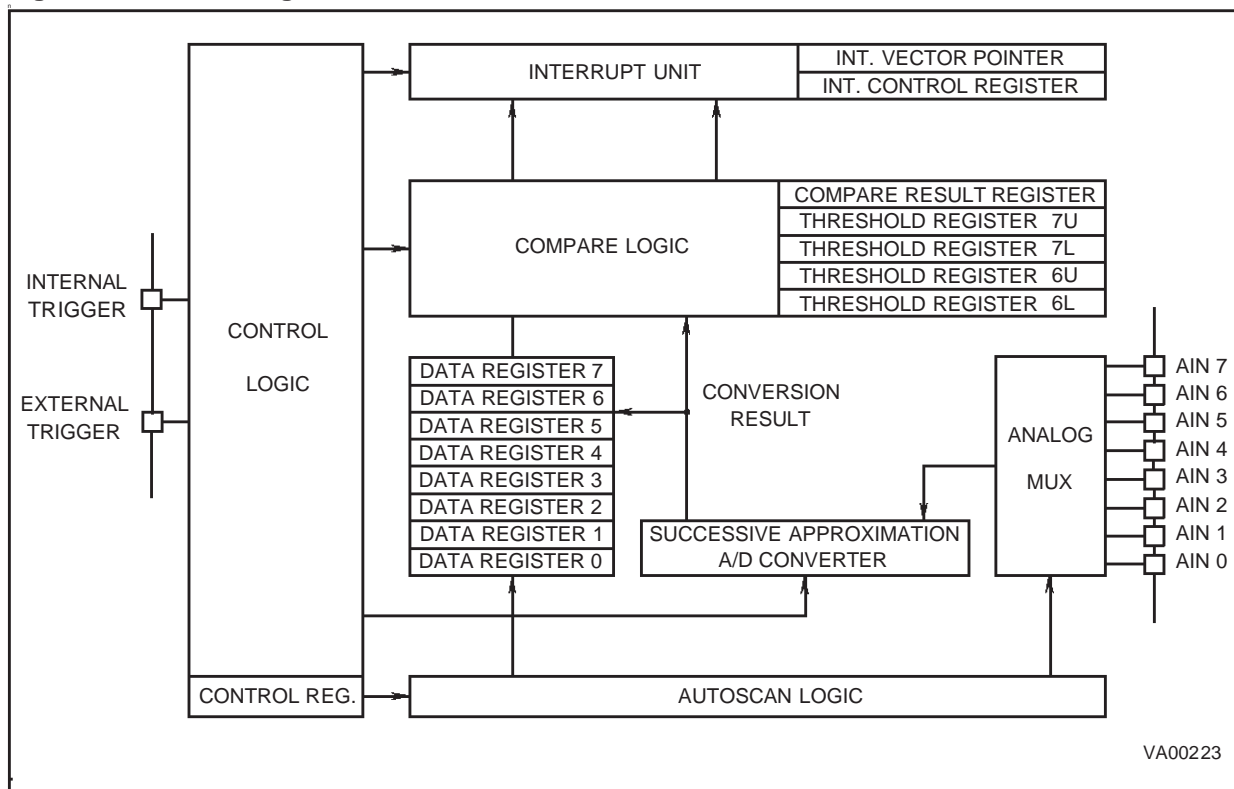 INTERRUPT UNIT
INT. VECTOR POINTER
INT. CONTROL REGISTER
COMPARE LOGIC
COMPARE RESULT REGISTER
THRESHOLD REGISTER 7U
THRESHOLD REGISTER 7L
THRESHOLD REGISTER 6U
THRESHOLD REGISTER 6L
INTERNAL
TRIGGER
EXTERNAL
TRIGGER
CONTROL
LOGIC
DATA REGISTER 7
DATA REGISTER 6
DATA REGISTER 5
DATA REGISTER 4
DATA REGISTER 3
DATA REGISTER 2
DATA REGISTER 1
DATA REGISTER 0
CONVERSION
RESULT
SUCCESSIVE APPROXIMATION
A/D CONVERTER
ANALOG
MUX
AIN 7
AIN 6
AIN 5
AIN 4
AIN 3
AIN 2
AIN 1
AIN 0
CONTROL REG.
AUTOSCAN LOGIC
VA00223